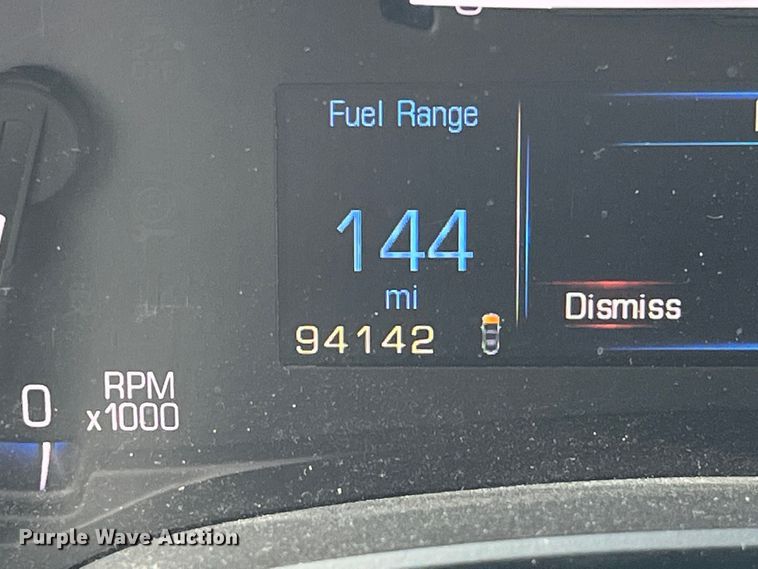 Fuel Range
144
mi
94142
Dismiss
0
RPM
x1000
Purple Wave Auction